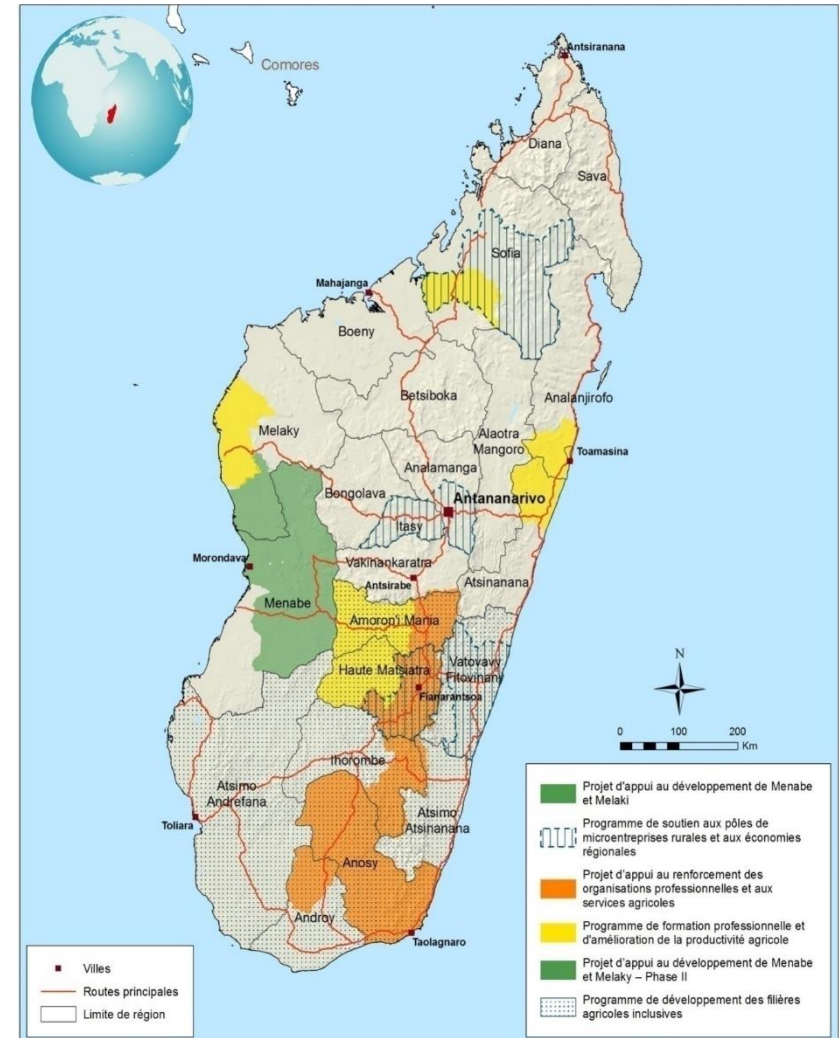 Comores
Antsiranana
Diana
Sava
Sofia
Mahajanga
Boeny
Betsiboka
Analanjirofo
Melaky
Alaotra
Mangoro
Toamasina
Analamanga
Bongolava
Antananarivo
Itasy
Morondava
Vakinankaratra
Antsirabe
Atsinanana
Menabe
Amoron'i Mania
Haute Matsiatra
Vatovavy
Fitovinany
Fianarantsoa
N
0 100 200
Km
Ihorombe
Atsimo
Andrefana
Atsimo
Atsinanana
Toliara
Anosy
Androy
Taolagnaro
Villes
Routes principales
Limite de région
Projet d'appui au développement de Menabe
et Melaki
Programme de soutien aux pôles de
microentreprises rurales et aux économies
régionales
Projet d'appui au renforcement des
organisations professionnelles et aux
services agricoles
Programme de formation professionnelle et
d'amélioration de la productivité agricole
Projet d'appui au développement de Menabe
et Melaky – Phase II
Programme de développement des filières
agricoles inclusives